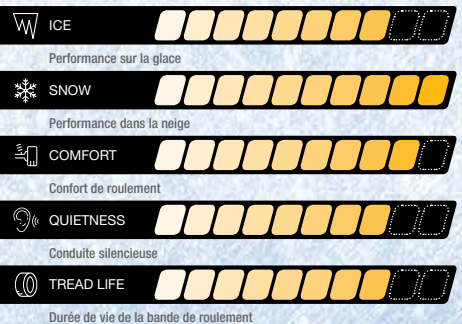 ICE
Performance sur la glace
SNOW
Performance dans la neige
COMFORT
Confort de roulement
QUIETNESS
Conduite silencieuse
TREAD LIFE
Durée de vie de la bande de roulement